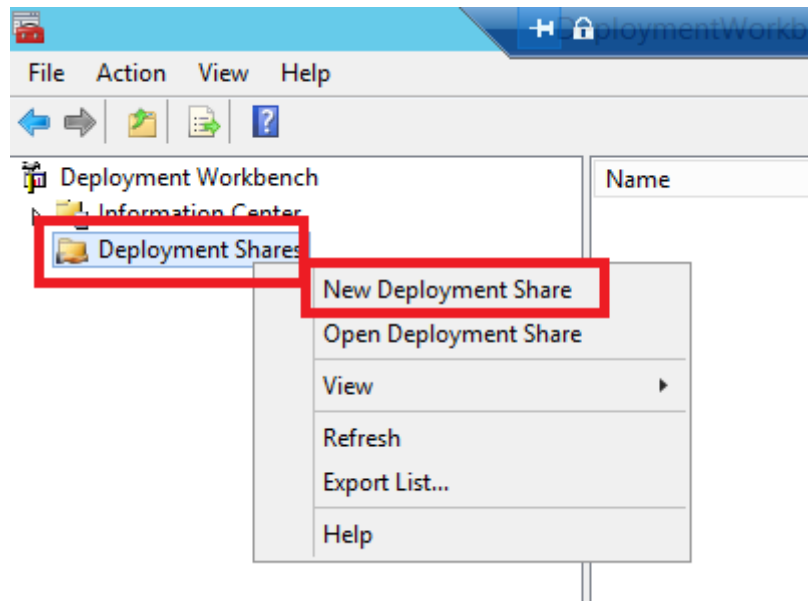 DeploymentWorkb
File Action View Help
Deployment Workbench
Name
Information Center
Deployment Shares
New Deployment Share
Open Deployment Share
View
Refresh
Export List...
Help